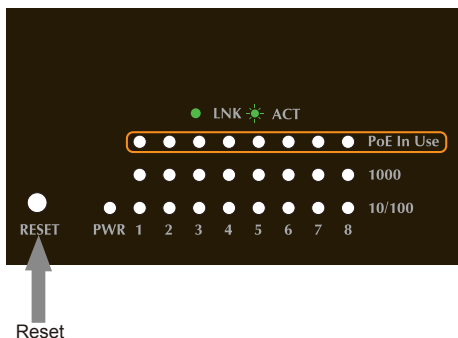 LNK ACT
PoE In Use
1000
10/100
RESET PWR 1 2 3 4 5 6 7 8
Reset